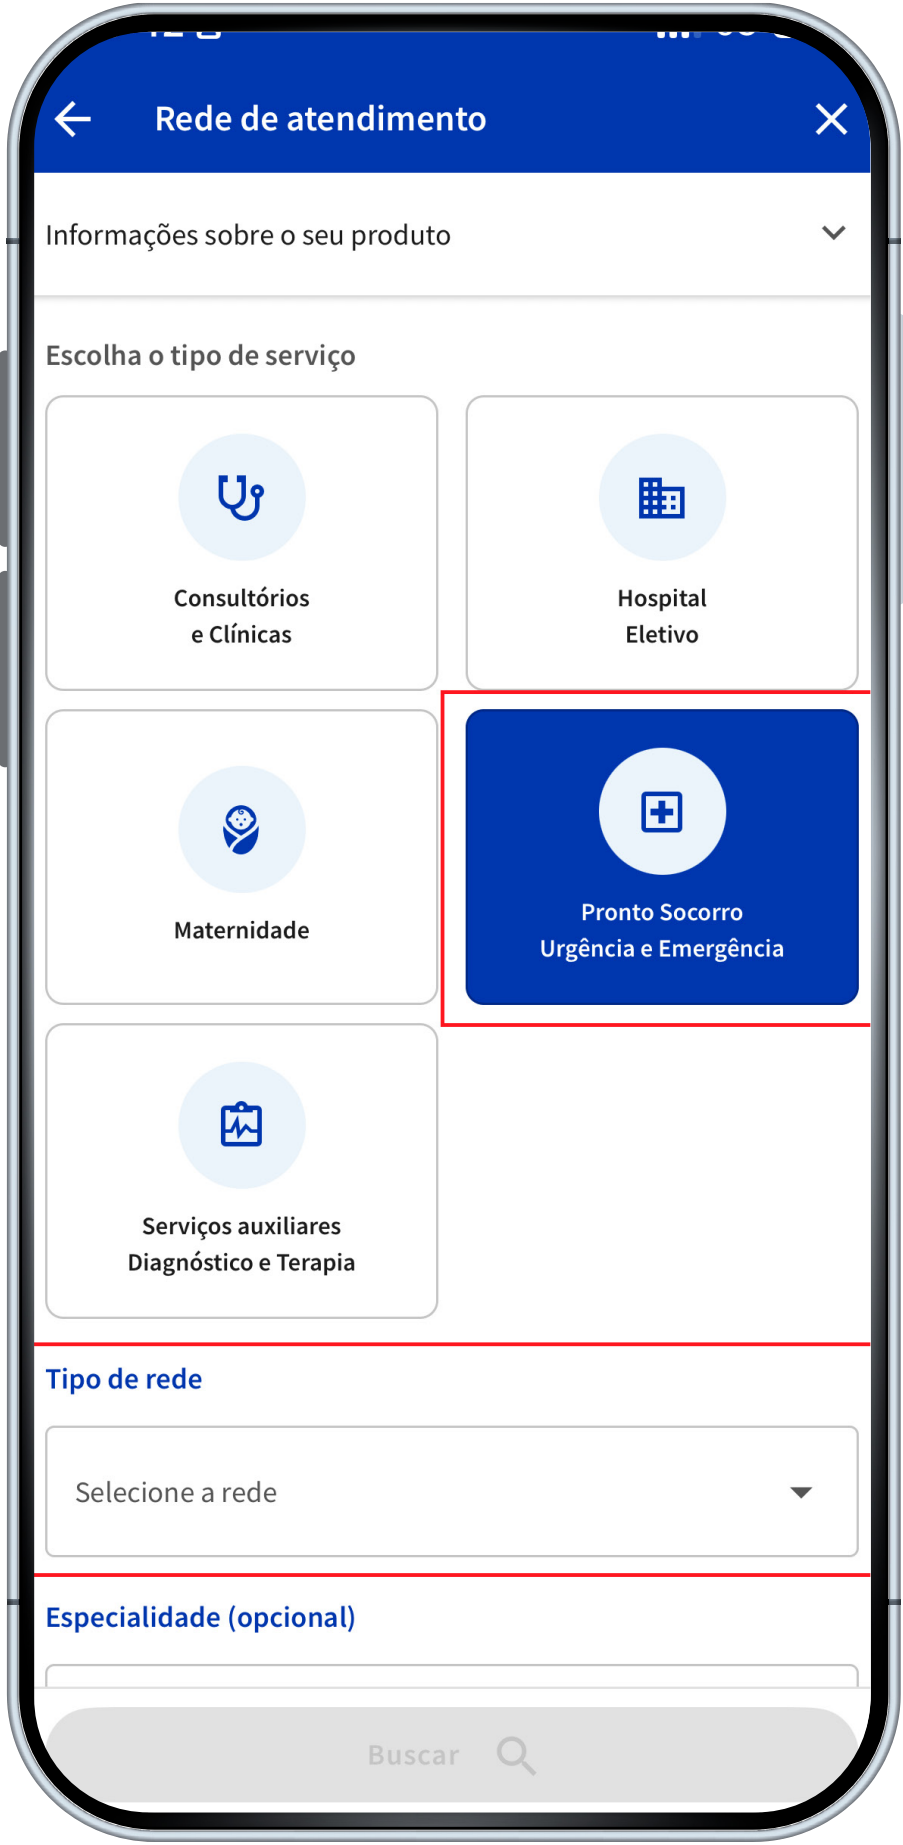 Rede de atendimento
Informações sobre o seu produto
Escolha o tipo de serviço
Consultórios
e Clínicas
Hospital
Eletivo
Maternidade
Pronto Socorro
Urgência e Emergência
Serviços auxiliares
Diagnóstico e Terapia
Tipo de rede
Selecione a rede
Especialidade (opcional)
Buscar